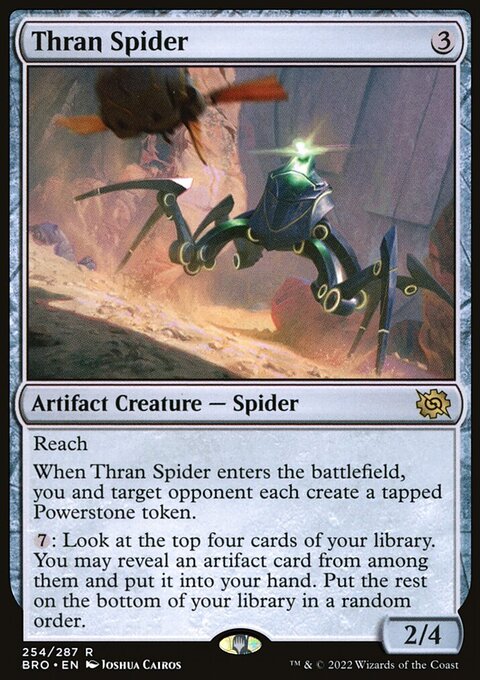 Thran Spider 3
Artifact Creature — Spider
Reach
When Thran Spider enters the battlefield,
you and target opponent each create a tapped
Powerstone token.
7: Look at the top four cards of your library.
You may reveal an artifact card from among
them and put it into your hand. Put the rest
on the bottom of your library in a random
order.
2/4
254/287 R
BRO • EN Joshua Cairos ™ & © 2022 Wizards of the Coast